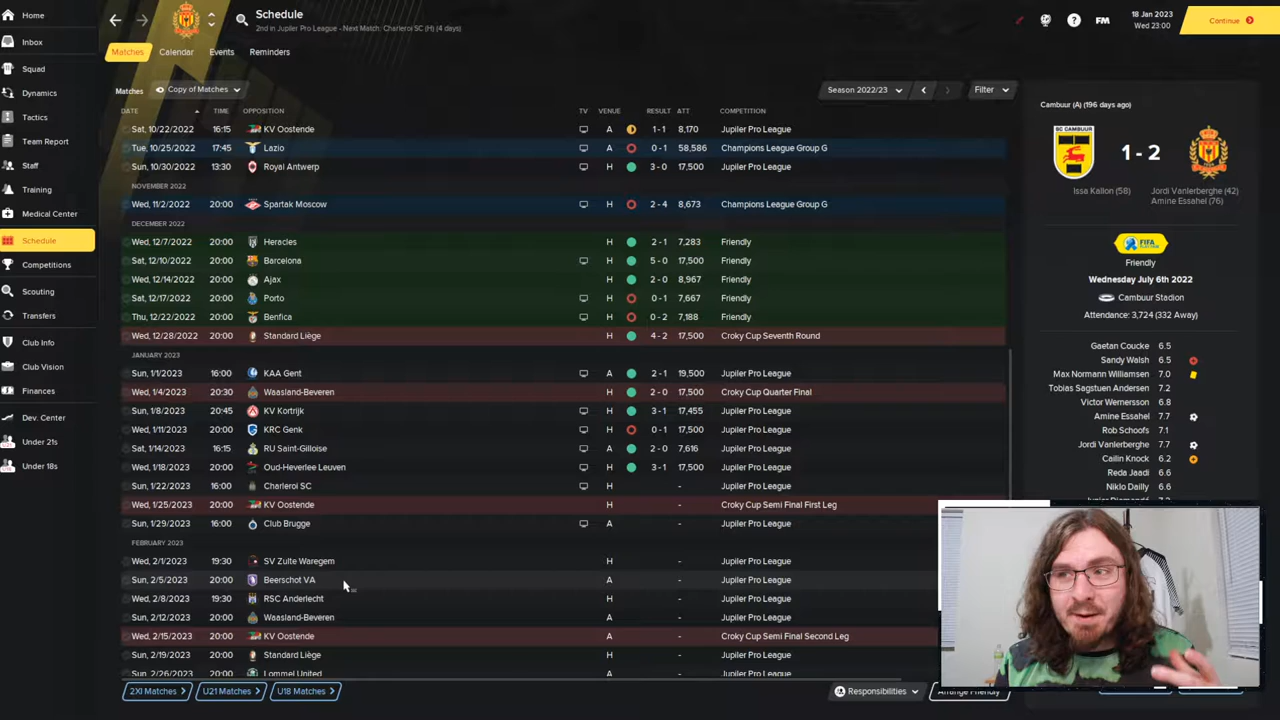 Home
Schedule
2nd in Jupiler Pro League - Next Match: Charleroi SC (H) (4 days)
FM
18 Jan 2023
Wed 23:00
Continue
Inbox
Squad
Dynamics
Tactics
Team Report
Staff
Training
Medical Center
Schedule
Competitions
Scouting
Transfers
Club Info
Club Vision
Finances
Dev. Center
Under 21s
Under 18s
Matches Calendar Events Reminders
Matches Copy of Matches Season 2022/23 Filter
DATE TIME OPPOSITION TV VENUE RESULT ATT COMPETITION
Sat, 10/22/2022 16:15 KV Oostende A 1-1 8,170 Jupiler Pro League
Tue, 10/25/2022 17:45 Lazio A 0-1 58,586 Champions League Group G
Sun, 10/30/2022 13:30 Royal Antwerp H 3-0 17,500 Jupiler Pro League
NOVEMBER 2022
Wed, 11/2/2022 20:00 Spartak Moscow H 2-4 8,673 Champions League Group G
DECEMBER 2022
Wed, 12/7/2022 20:00 Heracles H 2-1 7,283 Friendly
Sat, 12/10/2022 20:00 Barcelona H 5-0 17,500 Friendly
Wed, 12/14/2022 20:00 Ajax H 2-0 8,967 Friendly
Sat, 12/17/2022 20:00 Porto H 0-1 7,667 Friendly
Thu, 12/22/2022 20:00 Benfica H 0-2 7,188 Friendly
Wed, 12/28/2022 20:00 Standard Liège H 4-2 17,500 Croky Cup Seventh Round
JANUARY 2023
Sun, 1/1/2023 16:00 KAA Gent A 2-1 19,500 Jupiler Pro League
Wed, 1/4/2023 20:30 Waasland-Beveren H 2-0 17,500 Croky Cup Quarter Final
Sun, 1/8/2023 20:45 KV Kortrijk H 3-1 17,455 Jupiler Pro League
Wed, 1/11/2023 20:00 KRC Genk H 0-1 17,500 Jupiler Pro League
Sat, 1/14/2023 16:15 RU Saint-Gilloise A 2-0 7,616 Jupiler Pro League
Wed, 1/18/2023 20:00 Oud-Heverlee Leuven H 3-1 17,500 Jupiler Pro League
Sun, 1/22/2023 16:00 Charleroi SC H - Jupiler Pro League
Wed, 1/25/2023 20:00 KV Oostende H - Croky Cup Semi Final First Leg
Sun, 1/29/2023 16:00 Club Brugge A - Jupiler Pro League
FEBRUARY 2023
Wed, 2/1/2023 19:30 SV Zulte Waregem H - Jupiler Pro League
Sun, 2/5/2023 20:00 Beerschot VA H - Jupiler Pro League
Wed, 2/8/2023 19:30 RSC Anderlecht H - Jupiler Pro League
Sun, 2/12/2023 20:00 Waasland-Beveren A - Jupiler Pro League
Wed, 2/15/2023 20:00 KV Oostende A - Croky Cup Semi Final Second Leg
Sun, 2/19/2023 20:00 Standard Liège H - Jupiler Pro League
Sun, 2/26/2023 20:00 Lommel United A - Jupiler Pro League
2XI Matches U21 Matches U18 Matches Responsibilities Arrange Friendly
Cambuur (A) (196 days ago)
SC CAMBUUR
1 - 2
Issa Kallon (58) Jordi Vanlerberghe (42)
Amine Essahel (76)
FIFA
Friendly
Wednesday July 6th 2022
Cambuur Stadion
Attendance: 3,724 (332 Away)
Gaetan Coucke 6.5
Sandy Walsh 6.5
Max Normann Williamsen 7.0
Tobias Sagstuen Andersen 7.2
Victor Wernersson 6.8
Amine Essahel 7.7
Rob Schoofs 7.1
Jordi Vanlerberghe 7.7
Cailin Knock 6.2
Reda Jaadi 6.6
Niklo Dailly 6.6